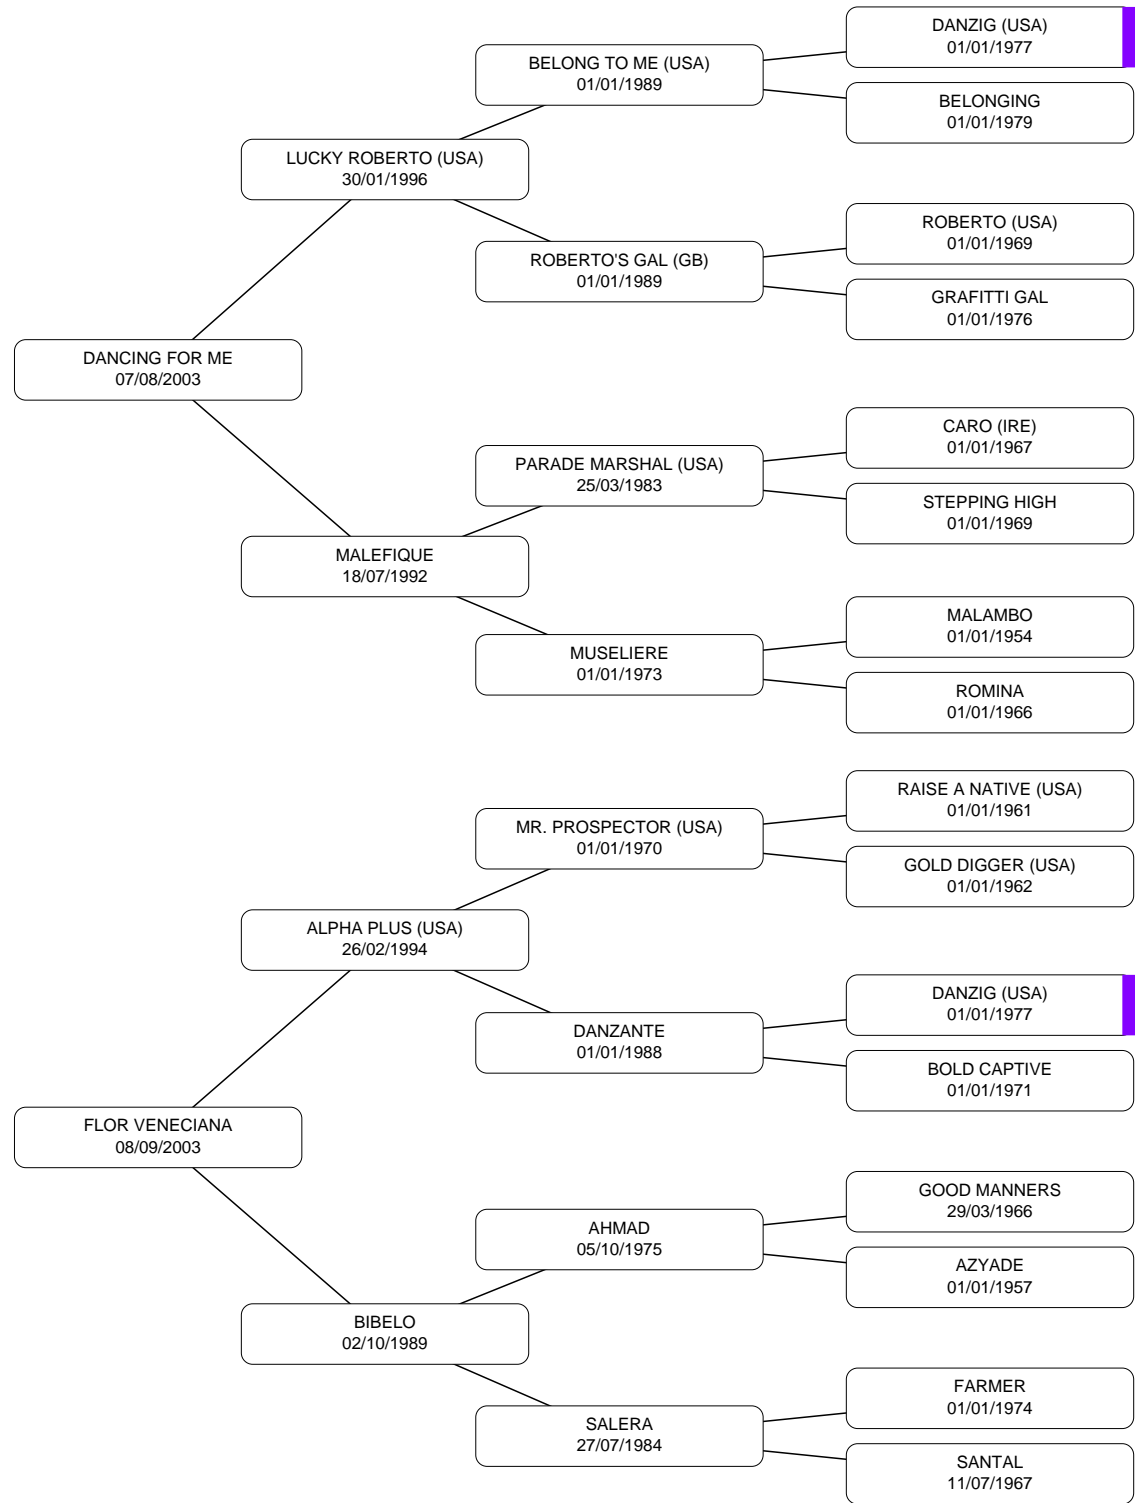 DANZIG (USA)
01/01/1977
BELONG TO ME (USA)
01/01/1989
BELONGING
01/01/1979
LUCKY ROBERTO (USA)
30/01/1996
ROBERTO (USA)
01/01/1969
ROBERTO'S GAL (GB)
01/01/1989
GRAFITTI GAL
01/01/1976
DANCING FOR ME
07/08/2003
CARO (IRE)
01/01/1967
PARADE MARSHAL (USA)
25/03/1983
STEPPING HIGH
01/01/1969
MALEFIQUE
18/07/1992
MALAMBO
01/01/1954
MUSELIERE
01/01/1973
ROMINA
01/01/1966
RAISE A NATIVE (USA)
01/01/1961
MR. PROSPECTOR (USA)
01/01/1970
GOLD DIGGER (USA)
01/01/1962
ALPHA PLUS (USA)
26/02/1994
DANZIG (USA)
01/01/1977
DANZANTE
01/01/1988
BOLD CAPTIVE
01/01/1971
FLOR VENECIANA
08/09/2003
GOOD MANNERS
29/03/1966
AHMAD
05/10/1975
AZYADE
01/01/1957
BIBELO
02/10/1989
FARMER
01/01/1974
SALERA
27/07/1984
SANTAL
11/07/1967